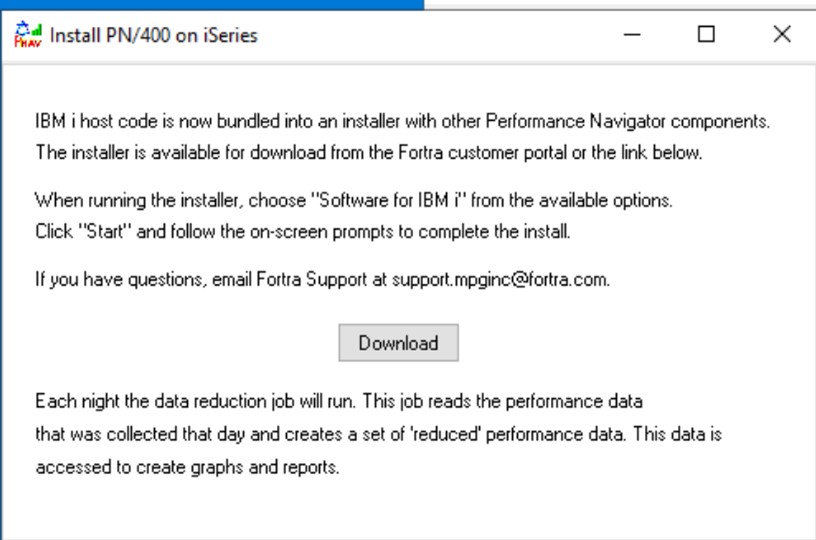 PNAV
Install PN/400 on iSeries
IBM i host code is now bundled into an installer with other Performance Navigator components.
The installer is available for download from the Fortra customer portal or the link below.
When running the installer, choose "Software for IBM i" from the available options.
Click "Start" and follow the on-screen prompts to complete the install.
If you have questions, email Fortra Support at support.mpginc@fortra.com.
Download
Each night the data reduction job will run. This job reads the performance data
that was collected that day and creates a set of 'reduced' performance data. This data is
accessed to create graphs and reports.